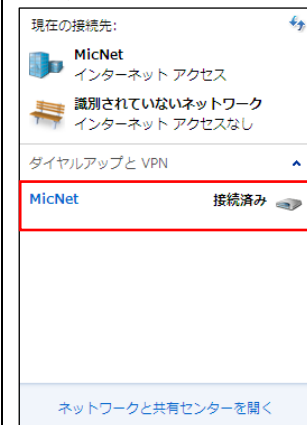 現在の接続先:
MicNet
インターネット アクセス
識別されていないネットワーク
インターネット アクセスなし
ダイヤルアップと VPN
MicNet 接続済み
ネットワークと共有センターを開く